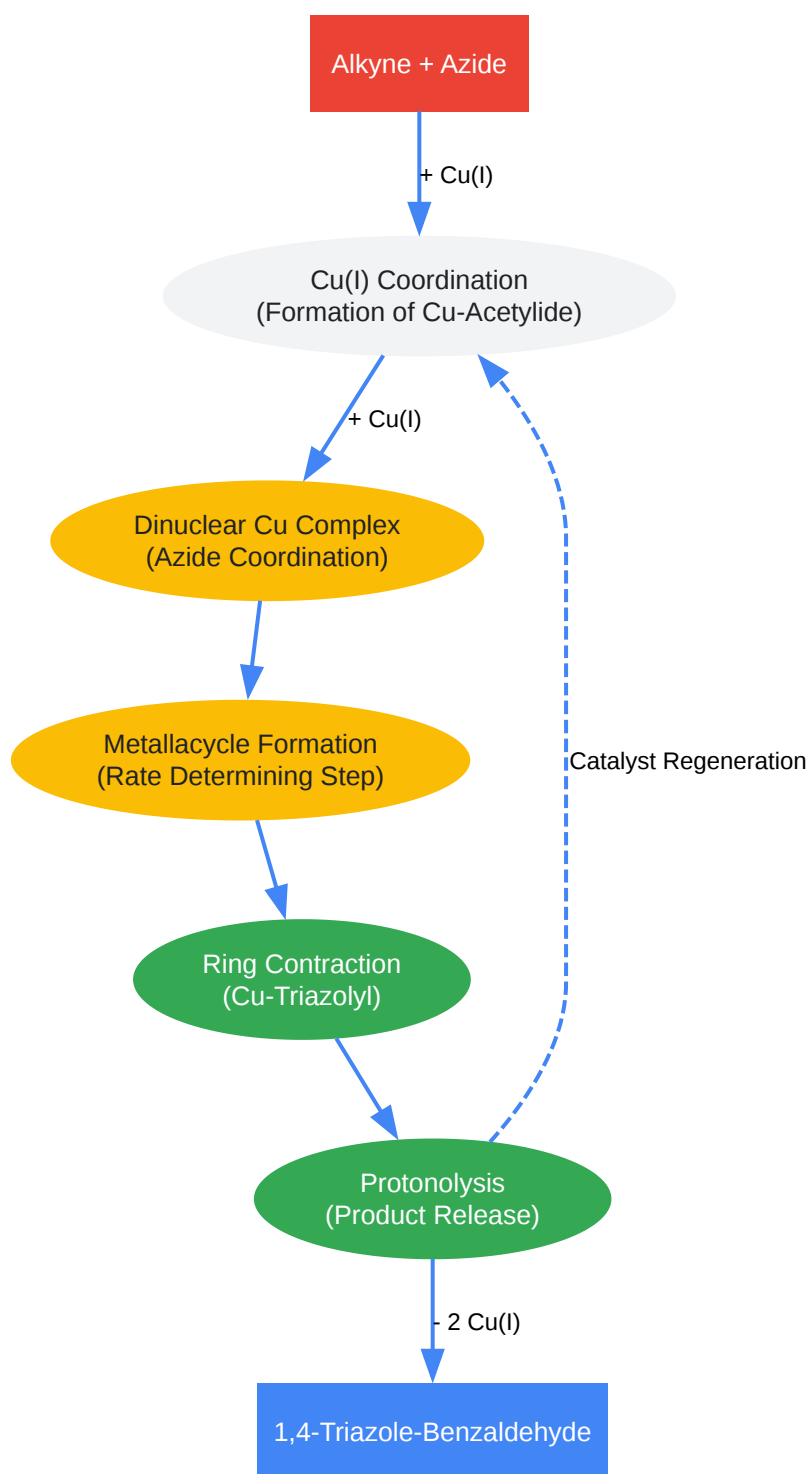 Alkyne + Azide
+ Cu(I)
Cu(I) Coordination
(Formation of Cu-Acetylide)
+ Cu(I)
Dinuclear Cu Complex
(Azide Coordination)
Metallacycle Formation
(Rate Determining Step)
Catalyst Regeneration
Ring Contraction
(Cu-Triazolyl)
Protonolysis
(Product Release)
- 2 Cu(I)
1,4-Triazole-Benzaldehyde